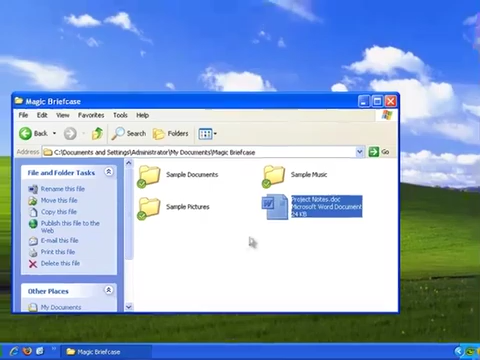 Magic Briefcase
File Edit View Favorites Tools Help
Back Search Folders
Address C:\Documents and Settings\Administrator\My Documents\Magic Briefcase Go
File and Folder Tasks
Rename this file
Move this file
Copy this file
Publish this file to the
Web
E-mail this file
Print this file
Delete this file
Other Places
My Documents
Sample Documents
Sample Music
Sample Pictures
Project Notes.doc
Microsoft Word Document
24 KB
Magic Briefcase